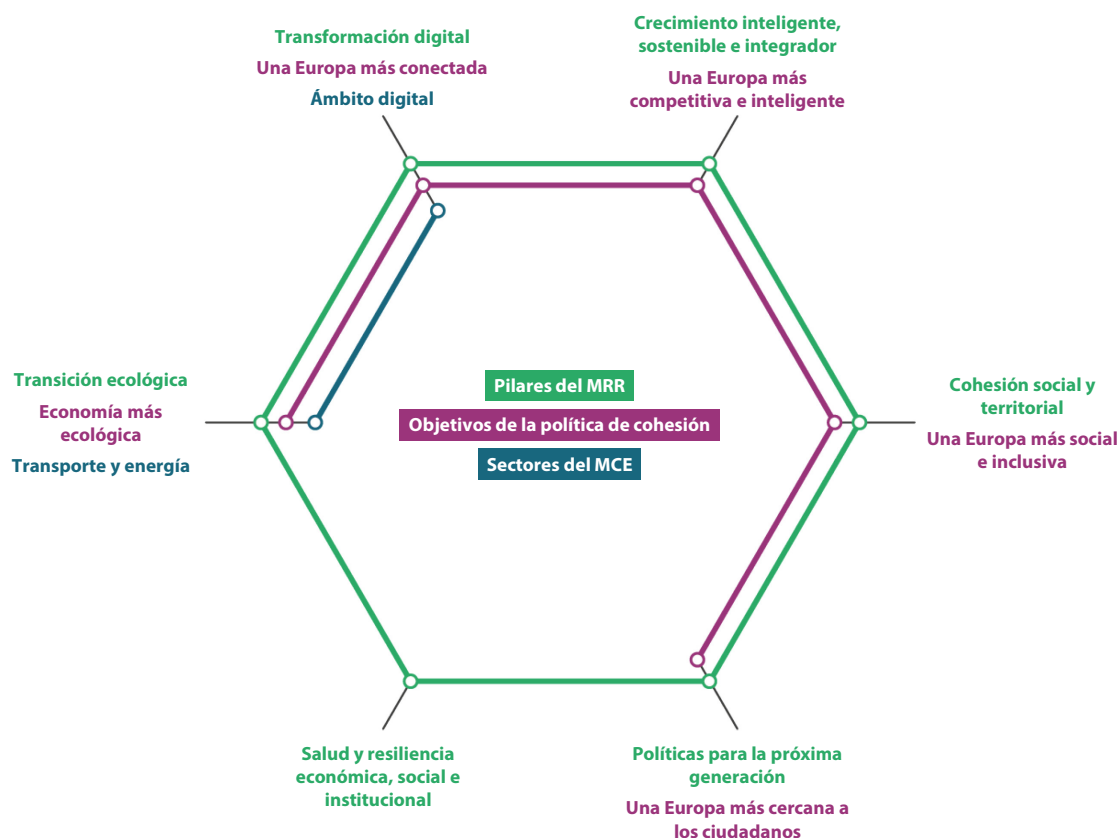 Transformación digital
Una Europa más conectada
Ámbito digital
Crecimiento inteligente,
sostenible e integrador
Una Europa más
competitiva e inteligente
Transición ecológica
Economía más
ecológica
Transporte y energía
Pilares del MRR
Objetivos de la política de cohesión
Sectores del MCE
Cohesión social y
territorial
Una Europa más social
e inclusiva
Salud y resiliencia
económica, social e
institucional
Políticas para la próxima
generación
Una Europa más cercana a
los ciudadanos